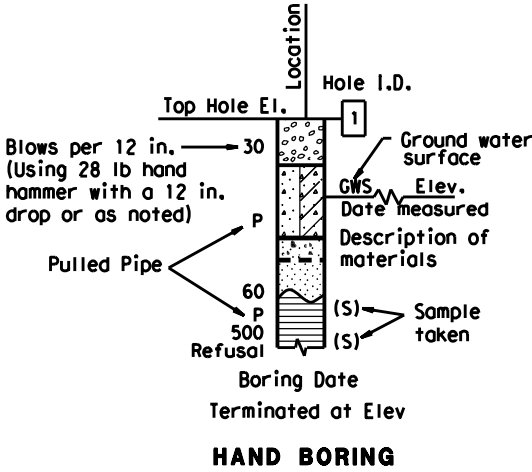 Location
Hole I.D.
Top Hole El.
1
Blows per 12 in.
(Using 28 lb hand
hammer with a 12 in.
drop or as noted)
30
Ground water
surface
GWS
Elev.
Date measured
P
Description of
materials
Pulled Pipe
60
P
500
Refusal
(S)
(S)
Sample
taken
Boring Date
Terminated at Elev
HAND BORING